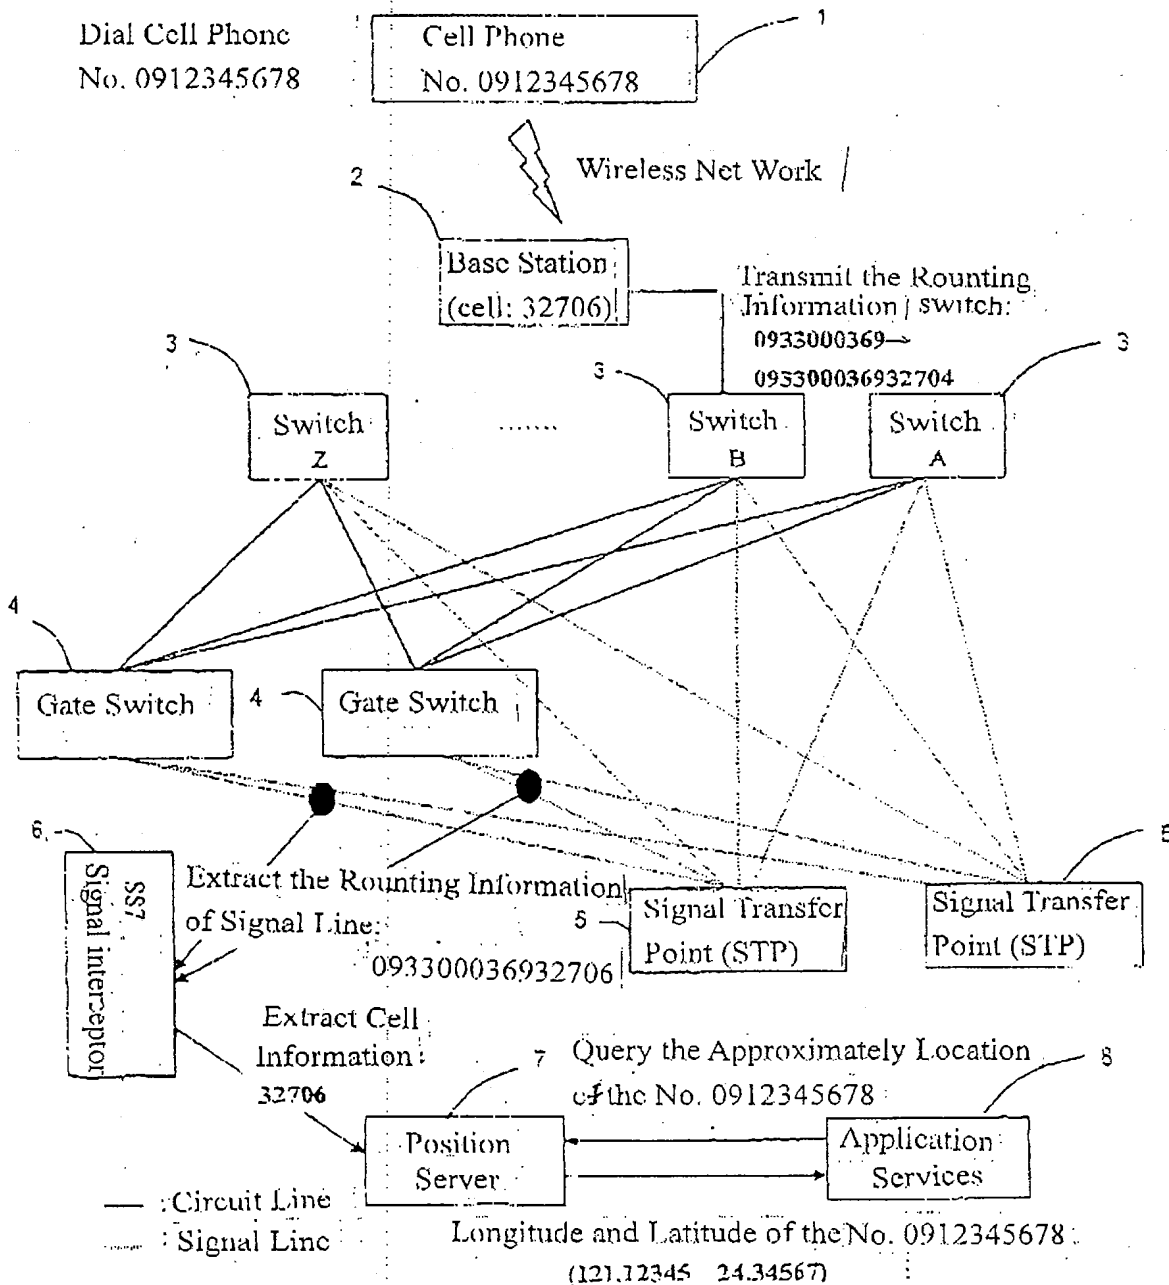 Dial Cell Phone
No. 0912345678
Cell Phone
No. 0912345678
1
Wireless Net Work
2
Base Station
(cell: 32706)
Transmit the Rounting
Information switch:
0933000369→
093300036932704
3
3
3
Switch
Z
.......
Switch
B
Switch
A
4
Gate Switch
4
Gate Switch
6
SS7
Signal interceptor
Extract the Rounting Information
of Signal Line:
093300036932706
5
Signal Transfer
Point (STP)
5
Signal Transfer
Point (STP)
Extract Cell
Information:
32706
7
Query the Approximately Location
of the No. 0912345678
8
Position
Server
Application
Services
: Circuit Line
: Signal Line
Longitude and Latitude of the No. 0912345678:
(121.12345 24.34567)